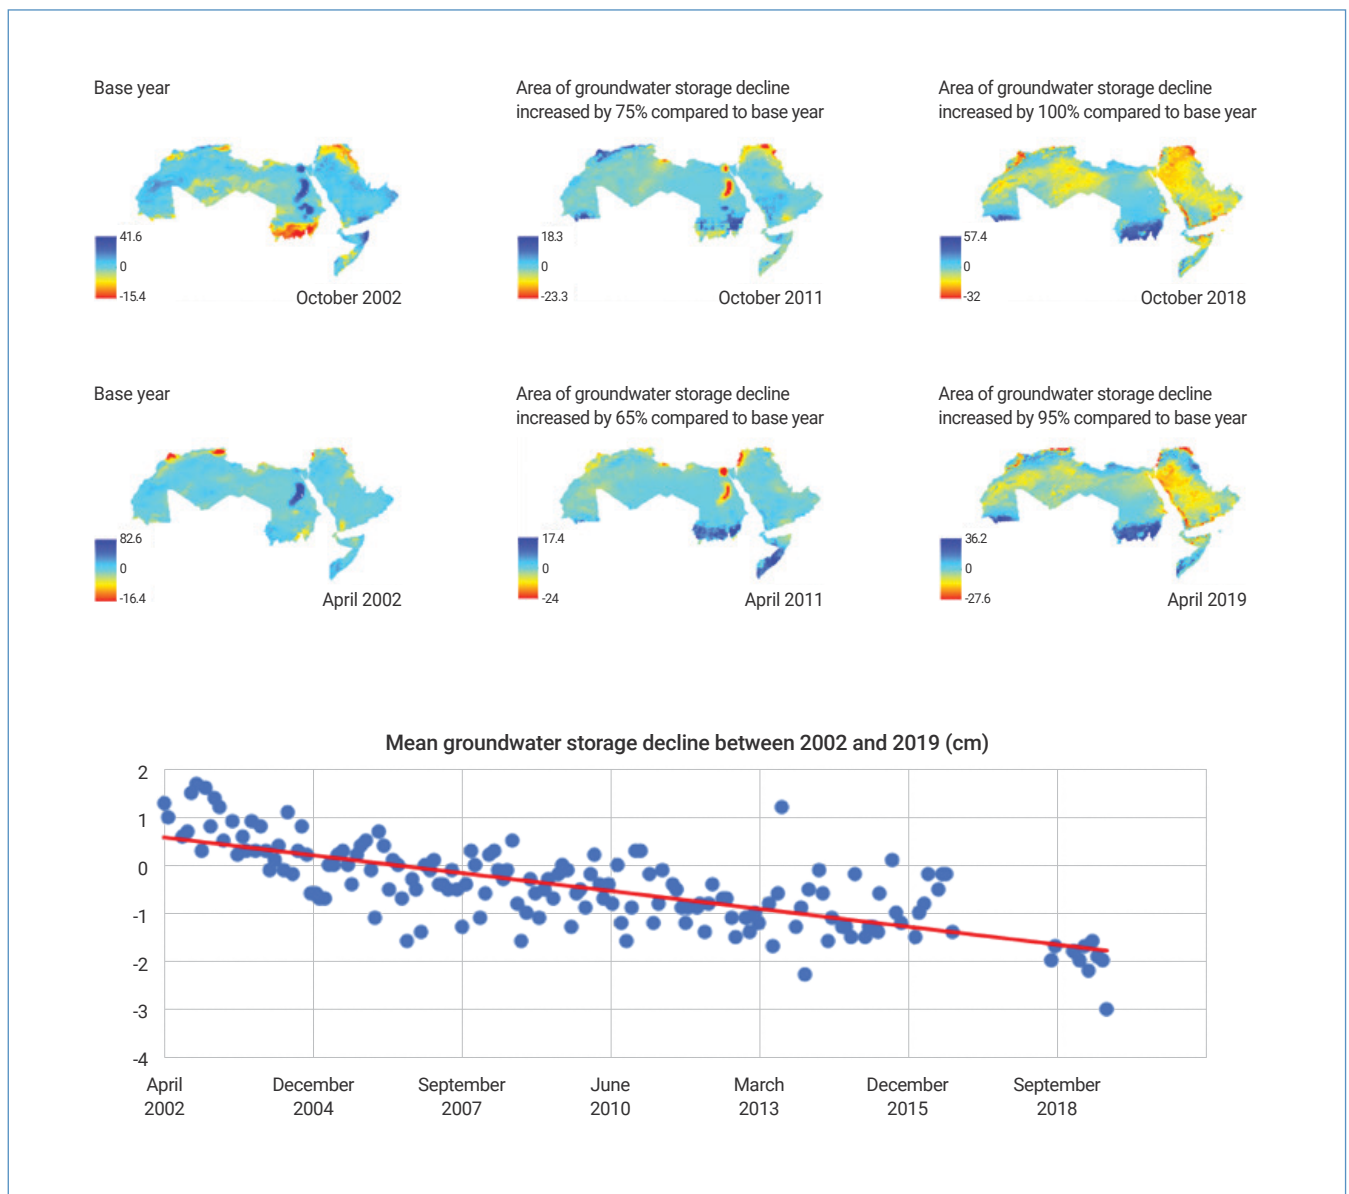 Base year
Area of groundwater storage decline
increased by 75% compared to base year
Area of groundwater storage decline
increased by 100% compared to base year
41.6
0
-15.4
October 2002
18.3
0
-23.3
October 2011
57.4
0
-32
October 2018
Base year
Area of groundwater storage decline
increased by 65% compared to base year
Area of groundwater storage decline
increased by 95% compared to base year
82.6
0
-16.4
April 2002
17.4
0
-24
April 2011
36.2
0
-27.6
April 2019
Mean groundwater storage decline between 2002 and 2019 (cm)
2
1
0
-1
-2
-3
-4
April
2002
December
2004
September
2007
June
2010
March
2013
December
2015
September
2018